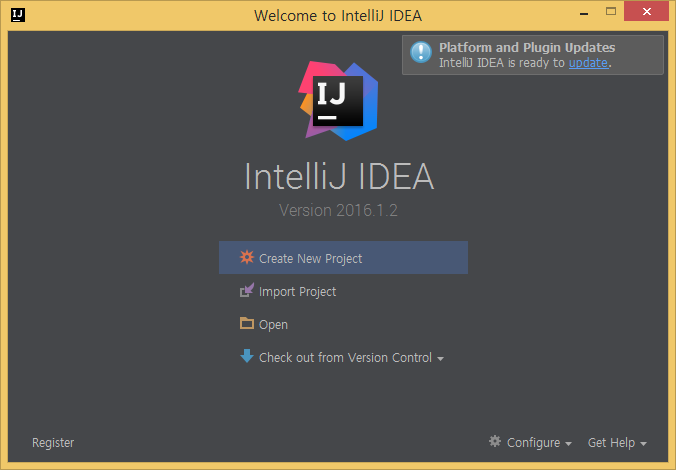 Welcome to IntelliJ IDEA
Platform and Plugin Updates
IntelliJ IDEA is ready to update.
IJ
IntelliJ IDEA
Version 2016.1.2
Create New Project
Import Project
Open
Check out from Version Control
Register
Configure
Get Help